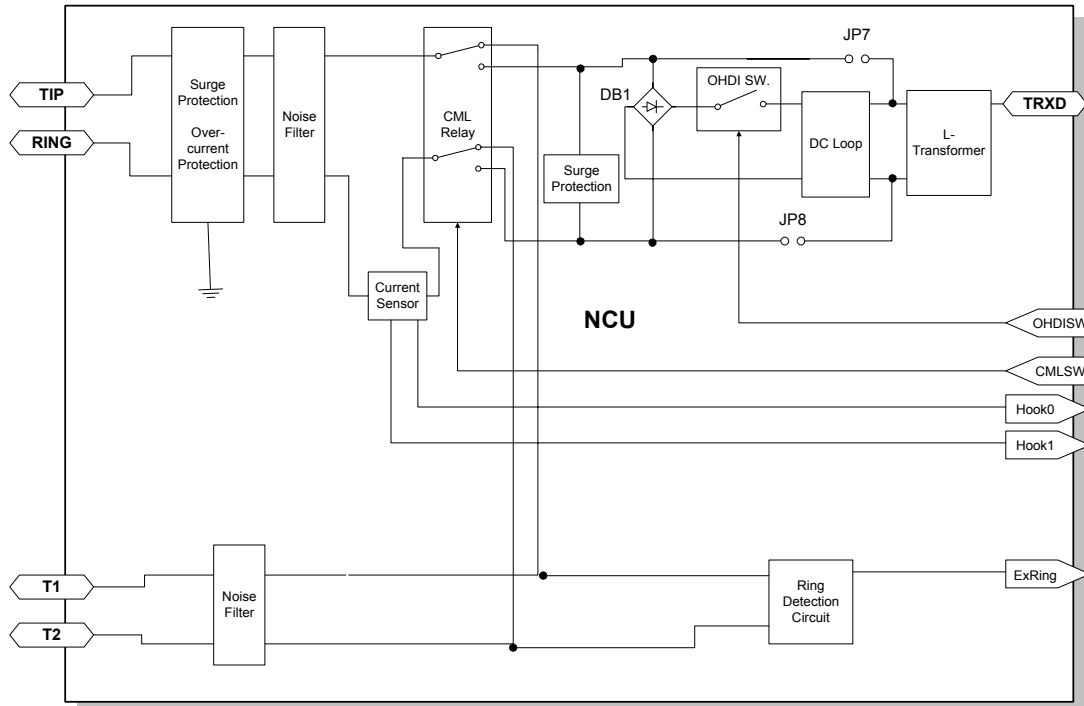 JP7
TIP
RING
Surge
Protection
Over-
current
Protection
Noise
Filter
CML
Relay
DB1
OHDI SW.
TRXD
DC Loop
L-
Transformer
Surge
Protection
JP8
Current
Sensor
NCU
OHDISW
CMLSW
Hook0
Hook1
T1
T2
Noise
Filter
Ring
Detection
Circuit
ExRing